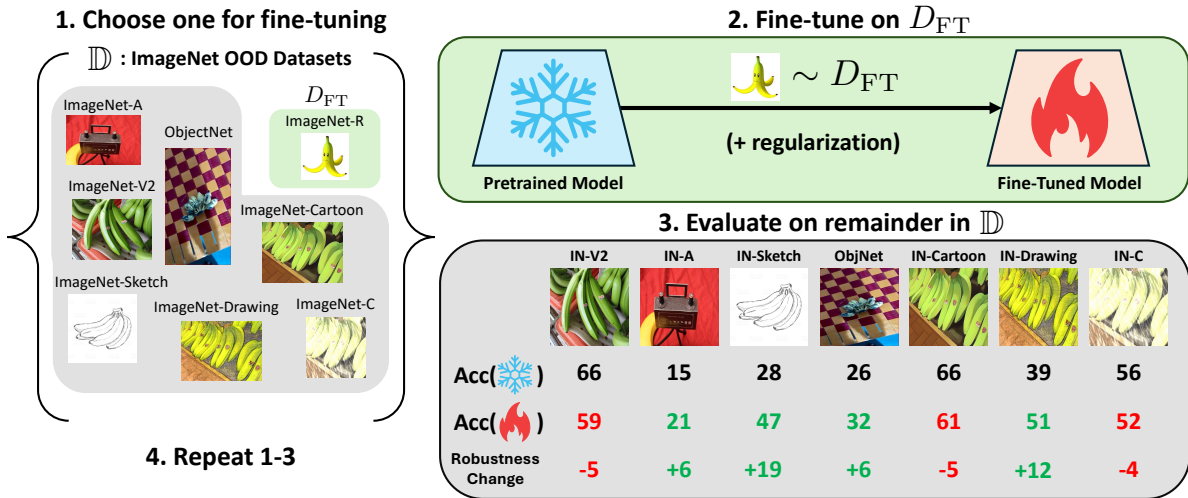 1. Choose one for fine-tuning
𝔻 : ImageNet OOD Datasets
ImageNet-A
ObjectNet
D_FT
ImageNet-R
ImageNet-V2
ImageNet-Cartoon
ImageNet-Sketch
ImageNet-Drawing
ImageNet-C
4. Repeat 1-3
2. Fine-tune on D_FT
∼ D_FT
(+ regularization)
Pretrained Model
Fine-Tuned Model
3. Evaluate on remainder in 𝔻
IN-V2 IN-A IN-Sketch ObjNet IN-Cartoon IN-Drawing IN-C
Acc( ) 66 15 28 26 66 39 56
Acc( ) 59 21 47 32 61 51 52
Robustness
Change -5 +6 +19 +6 -5 +12 -4